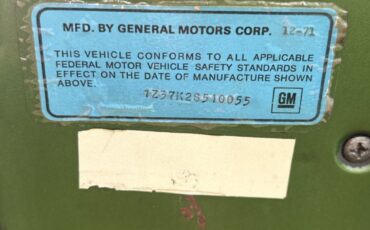 MFD. BY GENERAL MOTORS CORP. 12-71
THIS VEHICLE CONFORMS TO ALL APPLICABLE
FEDERAL MOTOR VEHICLE SAFETY STANDARDS IN
EFFECT ON THE DATE OF MANUFACTURE SHOWN
ABOVE.
1Z37K2S510055
GM